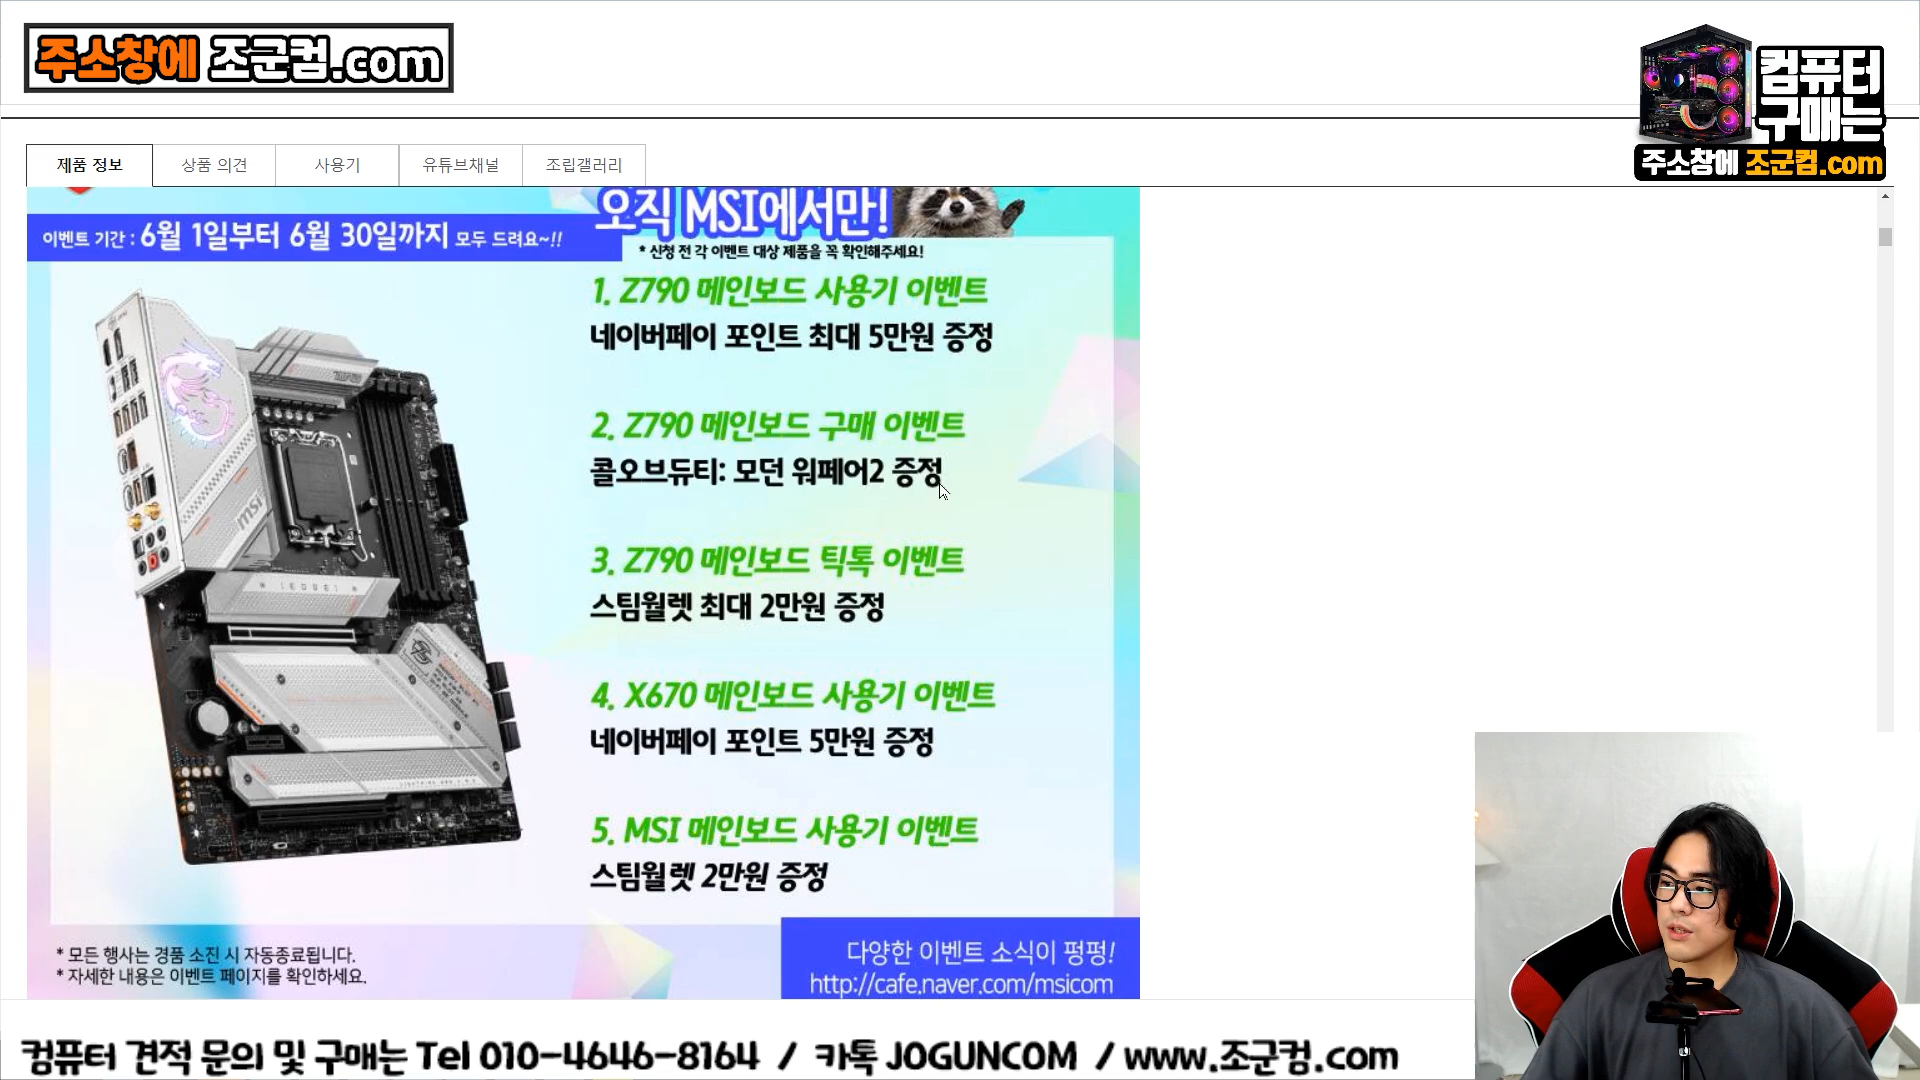 주소창에 조군컴.com
컴퓨터
구매는
주소창에 조군컴.com
제품 정보
상품 의견
사용기
유튜브채널
조립갤러리
오직 MSI에서만!
이벤트 기간 : 6월 1일부터 6월 30일까지 모두 드려요~!!
* 신청 전 각 이벤트 대상 제품을 꼭 확인해주세요!
1. Z790 메인보드 사용기 이벤트
네이버페이 포인트 최대 5만원 증정
2. Z790 메인보드 구매 이벤트
콜오브듀티: 모던 워페어2 증정
3. Z790 메인보드 틱톡 이벤트
스팀월렛 최대 2만원 증정
4. X670 메인보드 사용기 이벤트
네이버페이 포인트 5만원 증정
5. MSI 메인보드 사용기 이벤트
스팀월렛 2만원 증정
msi
* 모든 행사는 경품 소진 시 자동종료됩니다.
* 자세한 내용은 이벤트 페이지를 확인하세요.
다양한 이벤트 소식이 펑펑!
http://cafe.naver.com/msicom
컴퓨터 견적 문의 및 구매는 Tel 010-4646-8164 / 카톡 JOGUNCOM / www.조군컴.com